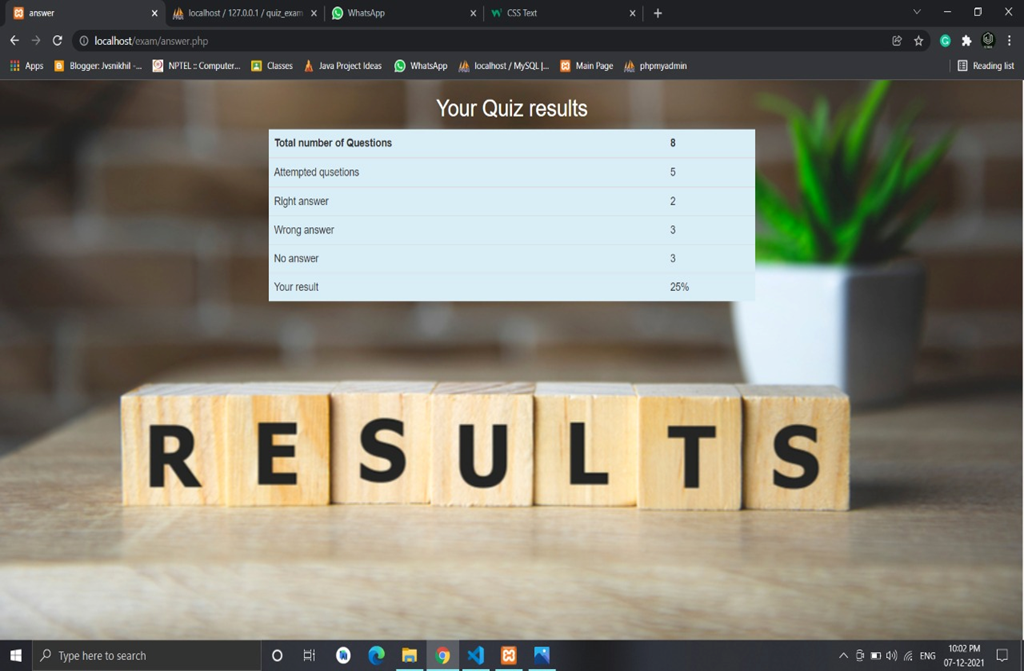 answer
localhost / 127.0.0.1 / quiz_exam
WhatsApp
CSS Text
localhost/exam/answer.php
Apps
Blogger: Jvsnikhil -...
NPTEL :: Computer...
Classes
Java Project Ideas
WhatsApp
localhost / MySQL |...
Main Page
phpmyadmin
Reading list
Your Quiz results
Total number of Questions 8
Attempted qusetions 5
Right answer 2
Wrong answer 3
No answer 3
Your result 25%
RESULTS
Type here to search
ENG
10:02 PM
07-12-2021